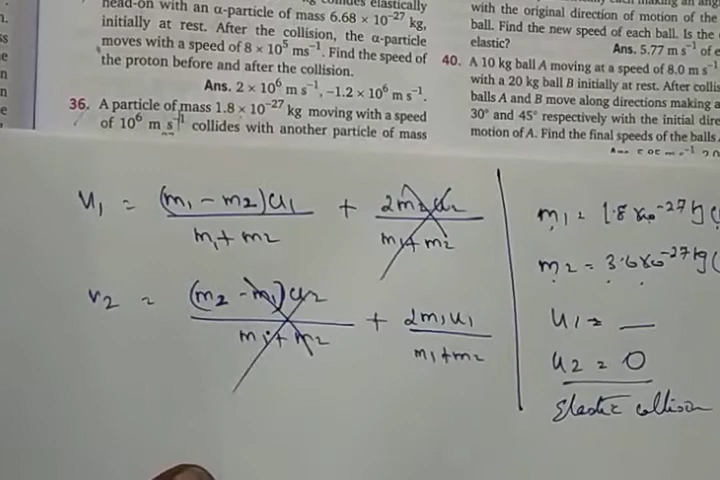 head-on with an α-particle of mass 6.68 × 10⁻²⁷ kg,
initially at rest. After the collision, the α-particle
moves with a speed of 8 × 10⁵ ms⁻¹. Find the speed of
the proton before and after the collision.
Ans. 2 × 10⁶ m s⁻¹, –1.2 × 10⁶ m s⁻¹.
36. A particle of mass 1.8 × 10⁻²⁷ kg moving with a speed
of 10⁶ m s⁻¹ collides with another particle of mass
with the original direction of motion of the
ball. Find the new speed of each ball. Is the
elastic?
Ans. 5.77 m s⁻¹ of e
40. A 10 kg ball A moving at a speed of 8.0 m s⁻¹
with a 20 kg ball B initially at rest. After collis
balls A and B move along directions making a
30° and 45° respectively with the initial dire
motion of A. Find the final speeds of the balls.
v₁ = (m₁ – m₂)u₁ / m₁ + m₂ + 2m₂u₂ / m₁ + m₂
v₂ = (m₂ – m₁)u₂ / m₁ + m₂ + 2m₁u₁ / m₁ + m₂
m₁ = 1.8 x10⁻²⁷ kg (
m₂ = 3.6 x10⁻²⁷ kg (
u₁ = __
u₂ = 0
Elastic collision